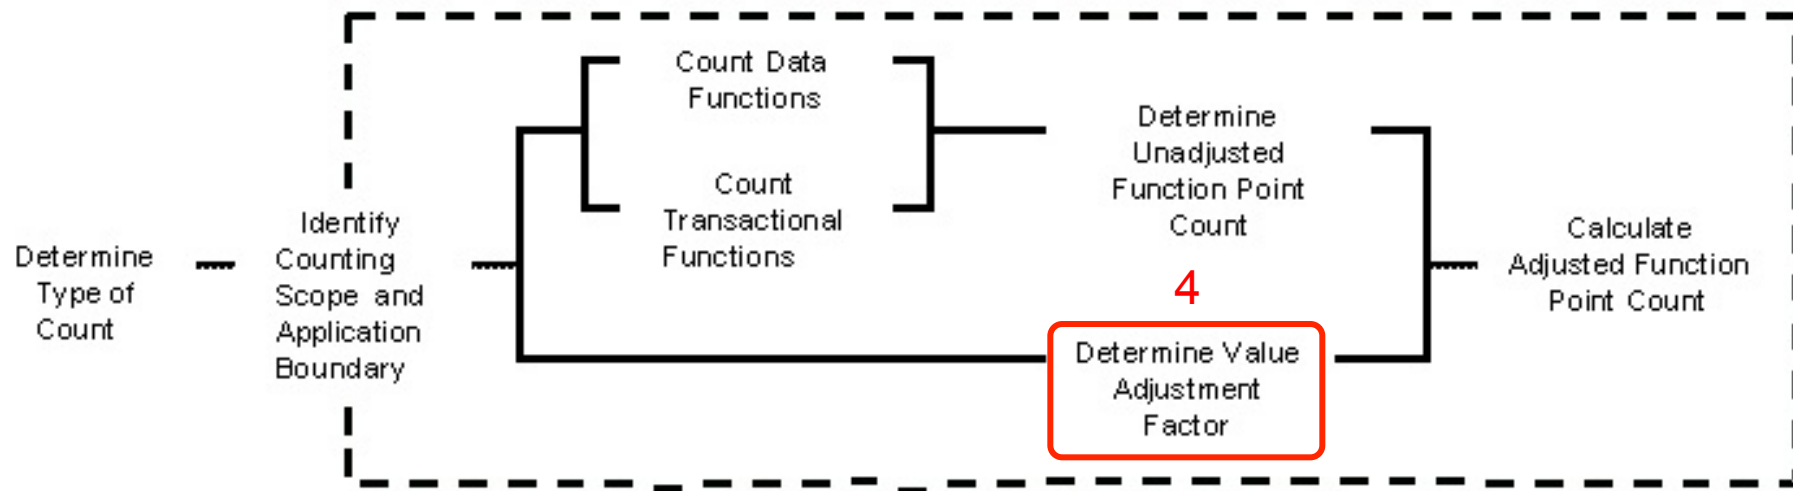 Determine
Type of
Count
Identify
Counting
Scope and
Application
Boundary
Count Data
Functions
Count
Transactional
Functions
Determine
Unadjusted
Function Point
Count
4
Determine Value
Adjustment
Factor
Calculate
Adjusted Function
Point Count